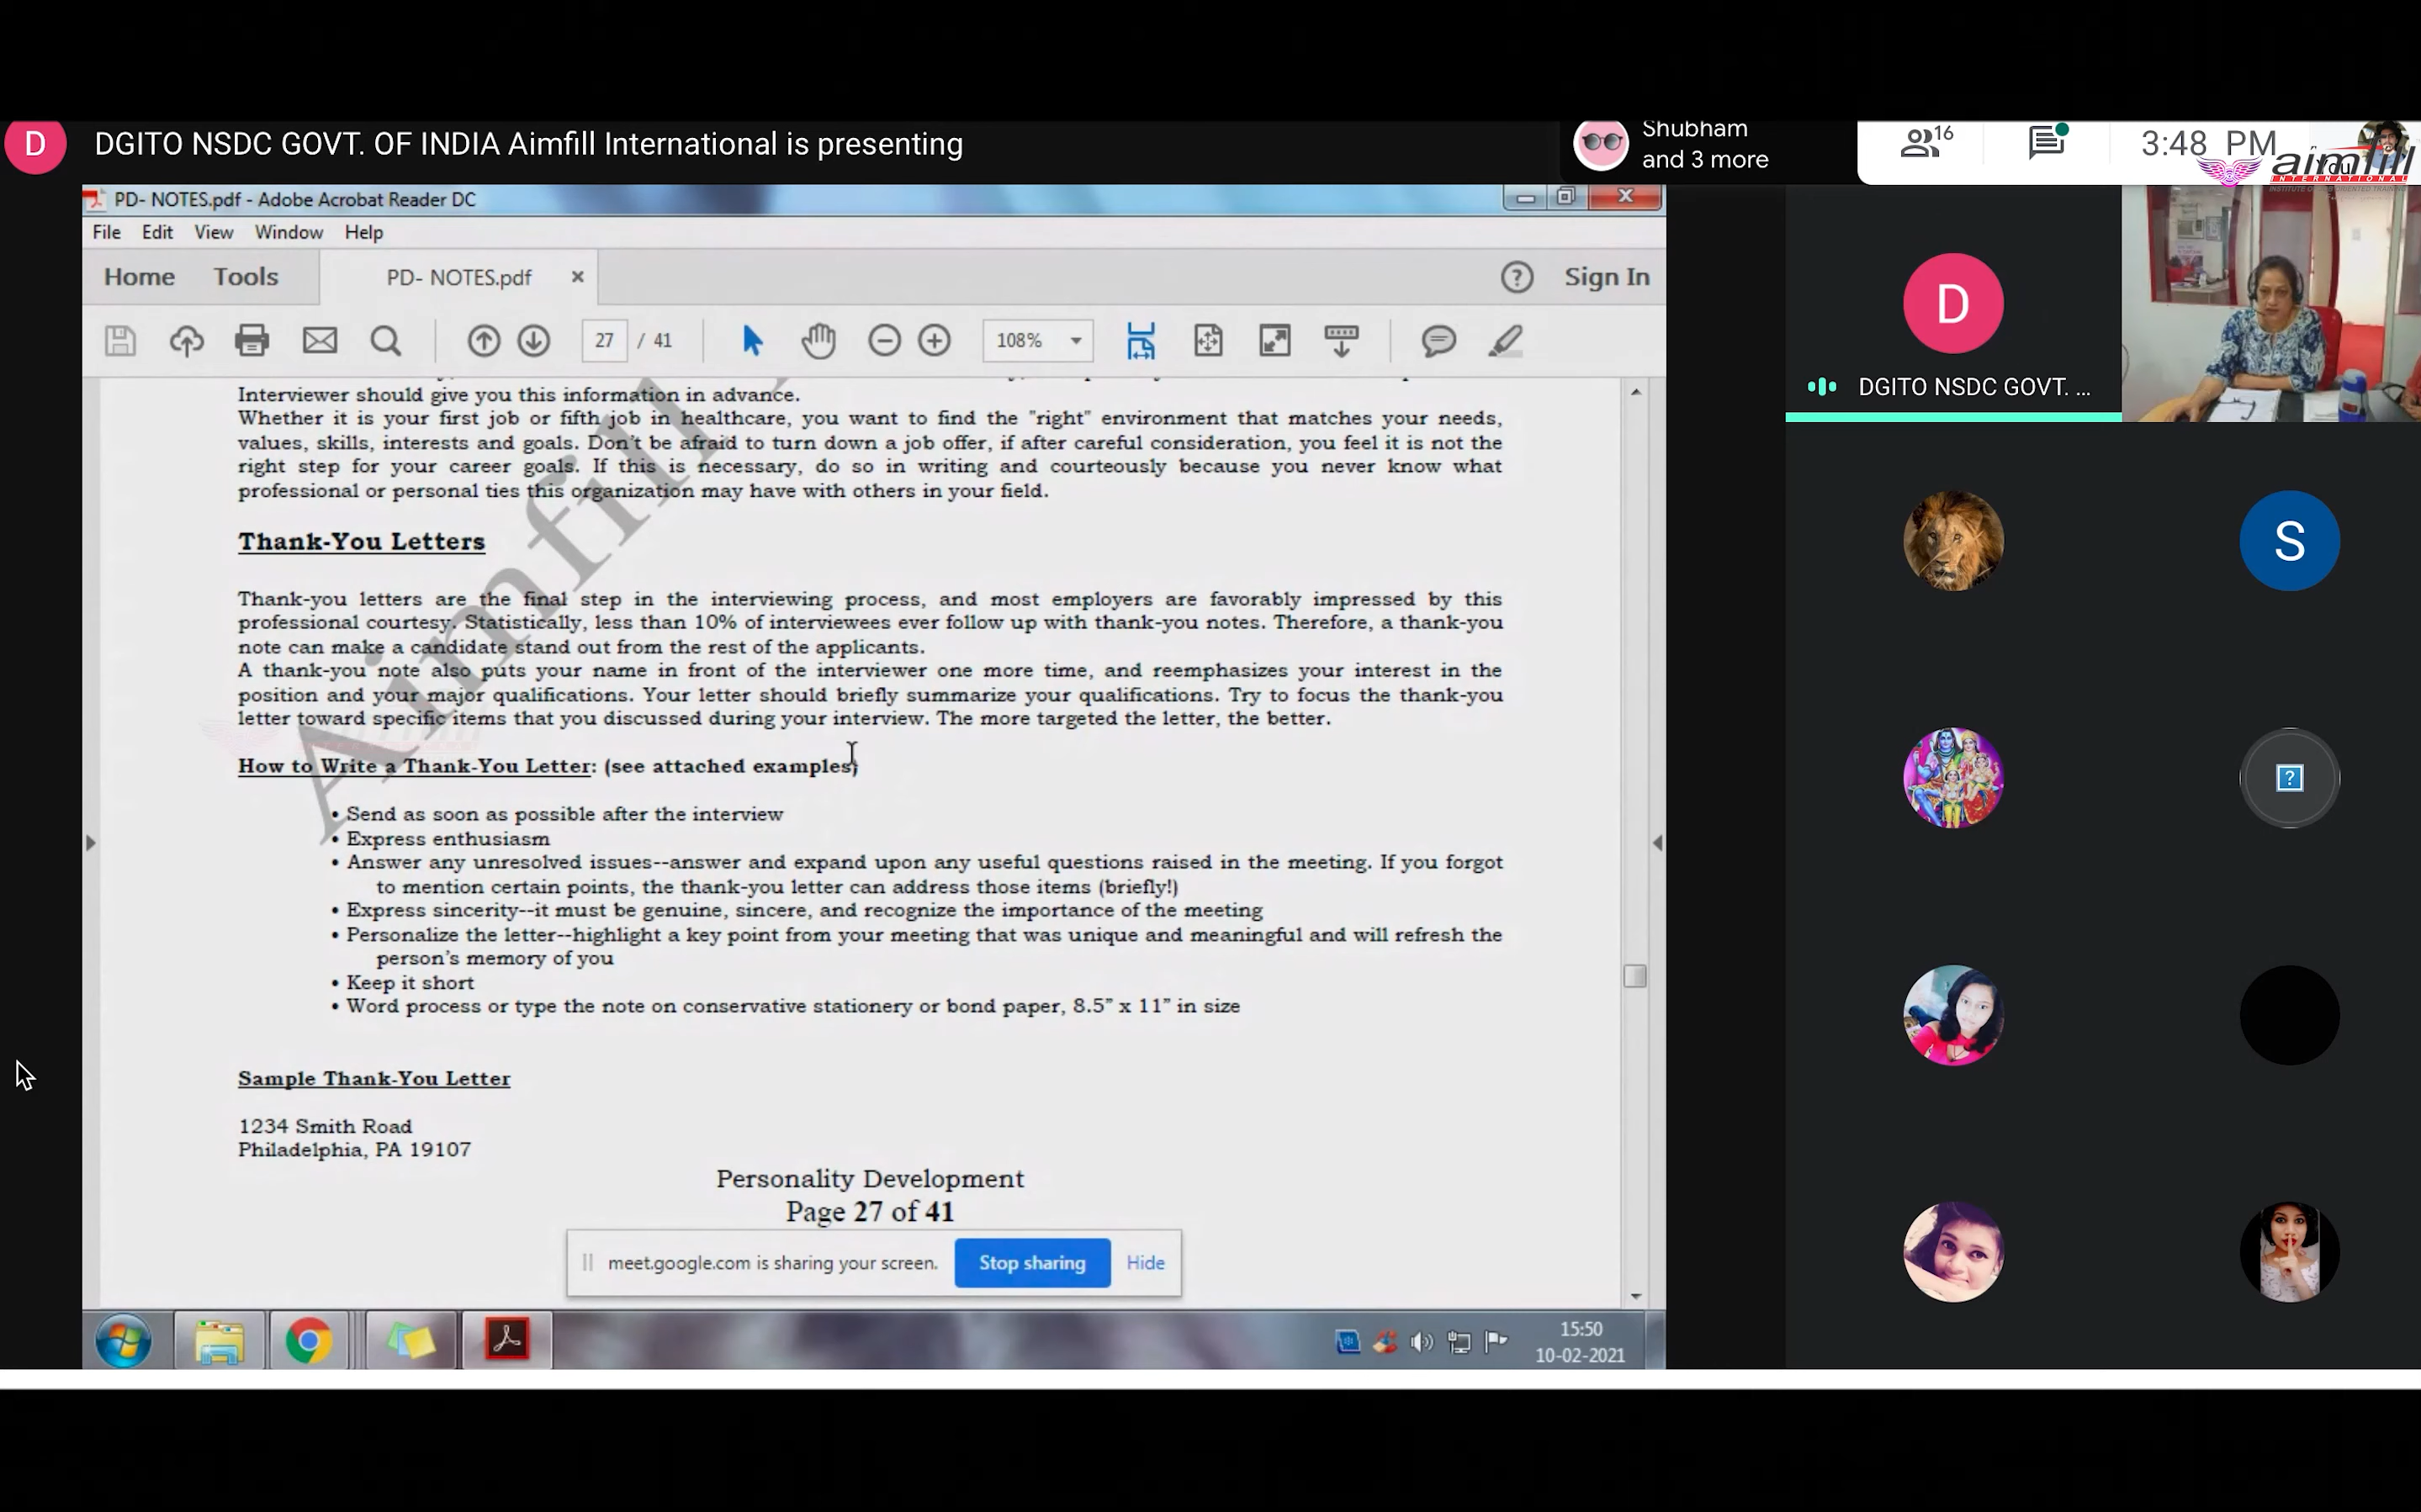 D
DGITO NSDC GOVT. OF INDIA Aimfill International is presenting
Shubham
and 3 more
16
3:48 PM
You
aimfill
INTERNATIONAL
PD- NOTES.pdf - Adobe Acrobat Reader DC
File Edit View Window Help
Home Tools PD- NOTES.pdf × ? Sign In
27 / 41 108%
Interviewer should give you this information in advance.
Whether it is your first job or fifth job in healthcare, you want to find the "right" environment that matches your needs,
values, skills, interests and goals. Don't be afraid to turn down a job offer, if after careful consideration, you feel it is not the
right step for your career goals. If this is necessary, do so in writing and courteously because you never know what
professional or personal ties this organization may have with others in your field.
Thank-You Letters
Thank-you letters are the final step in the interviewing process, and most employers are favorably impressed by this
professional courtesy. Statistically, less than 10% of interviewees ever follow up with thank-you notes. Therefore, a thank-you
note can make a candidate stand out from the rest of the applicants.
A thank-you note also puts your name in front of the interviewer one more time, and reemphasizes your interest in the
position and your major qualifications. Your letter should briefly summarize your qualifications. Try to focus the thank-you
letter toward specific items that you discussed during your interview. The more targeted the letter, the better.
How to Write a Thank-You Letter: (see attached examples)
• Send as soon as possible after the interview
• Express enthusiasm
• Answer any unresolved issues--answer and expand upon any useful questions raised in the meeting. If you forgot
to mention certain points, the thank-you letter can address those items (briefly!)
• Express sincerity--it must be genuine, sincere, and recognize the importance of the meeting
• Personalize the letter--highlight a key point from your meeting that was unique and meaningful and will refresh the
person's memory of you
• Keep it short
• Word process or type the note on conservative stationery or bond paper, 8.5" x 11" in size
Sample Thank-You Letter
1234 Smith Road
Philadelphia, PA 19107
Personality Development
Page 27 of 41
Aimfill
meet.google.com is sharing your screen. Stop sharing Hide
15:50
10-02-2021
D
DGITO NSDC GOVT. ...
S
?